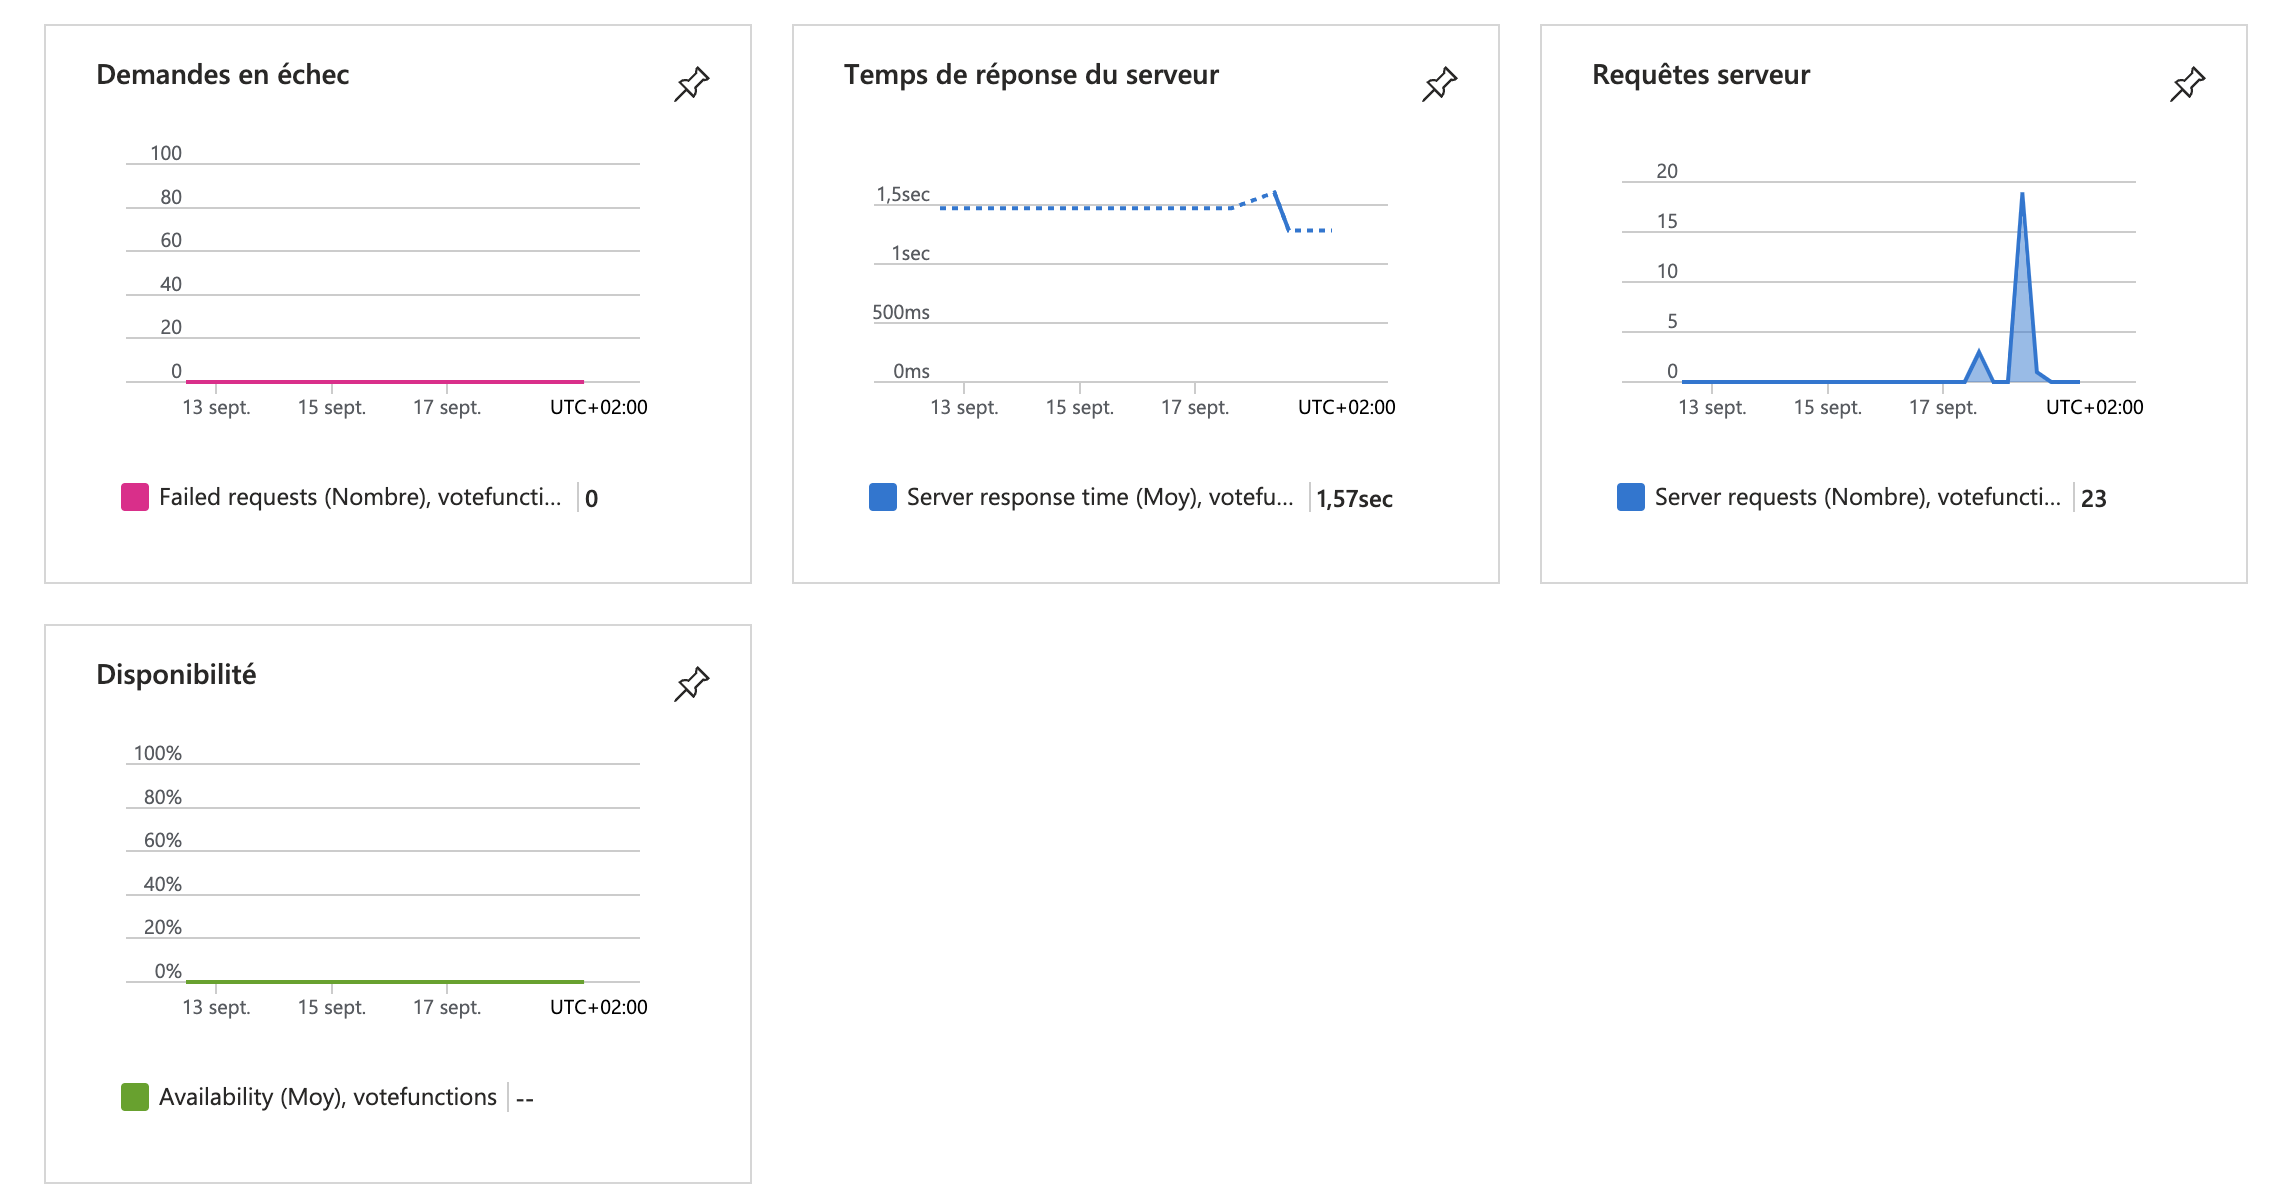 Demandes en échec
100
80
60
40
20
0
13 sept.
15 sept.
17 sept.
UTC+02:00
Failed requests (Nombre), votefuncti...
0
Temps de réponse du serveur
1,5sec
1sec
500ms
0ms
13 sept.
15 sept.
17 sept.
UTC+02:00
Server response time (Moy), votefu...
1,57sec
Requêtes serveur
20
15
10
5
0
13 sept.
15 sept.
17 sept.
UTC+02:00
Server requests (Nombre), votefuncti...
23
Disponibilité
100%
80%
60%
40%
20%
0%
13 sept.
15 sept.
17 sept.
UTC+02:00
Availability (Moy), votefunctions
--